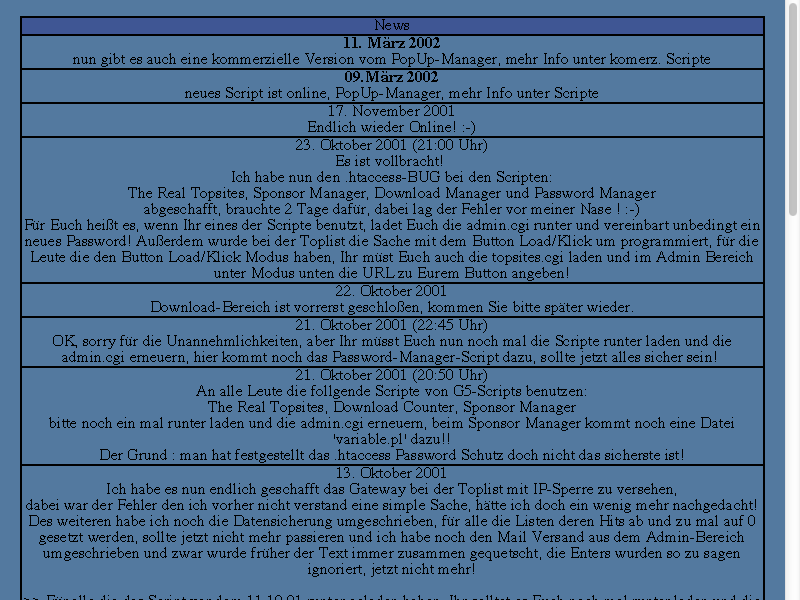 News
11. März 2002
nun gibt es auch eine kommerzielle Version vom PopUp-Manager, mehr Info unter komerz. Scripte
09.März 2002
neues Script ist online, PopUp-Manager, mehr Info unter Scripte
17. November 2001
Endlich wieder Online! :-)
23. Oktober 2001 (21:00 Uhr)
Es ist vollbracht!
Ich habe nun den .htaccess-BUG bei den Scripten:
The Real Topsites, Sponsor Manager, Download Manager und Password Manager
abgeschafft, brauchte 2 Tage dafür, dabei lag der Fehler vor meiner Nase ! :-)
Für Euch heißt es, wenn Ihr eines der Scripte benutzt, ladet Euch die admin.cgi runter und vereinbart unbedingt ein
neues Password! Außerdem wurde bei der Toplist die Sache mit dem Button Load/Klick um programmiert, für die
Leute die den Button Load/Klick Modus haben, Ihr müst Euch auch die topsites.cgi laden und im Admin Bereich
unter Modus unten die URL zu Eurem Button angeben!
22. Oktober 2001
Download-Bereich ist vorrerst geschloßen, kommen Sie bitte später wieder.
21. Oktober 2001 (22:45 Uhr)
OK, sorry für die Unannehmlichkeiten, aber Ihr müsst Euch nun noch mal die Scripte runter laden und die
admin.cgi erneuern, hier kommt noch das Password-Manager-Script dazu, sollte jetzt alles sicher sein!
21. Oktober 2001 (20:50 Uhr)
An alle Leute die follgende Scripte von G5-Scripts benutzen:
The Real Topsites, Download Counter, Sponsor Manager
bitte noch ein mal runter laden und die admin.cgi erneuern, beim Sponsor Manager kommt noch eine Datei
'variable.pl' dazu!!
Der Grund : man hat festgestellt das .htaccess Password Schutz doch nicht das sicherste ist!
13. Oktober 2001
Ich habe es nun endlich geschafft das Gateway bei der Toplist mit IP-Sperre zu versehen,
dabei war der Fehler den ich vorher nicht verstand eine simple Sache, hätte ich doch ein wenig mehr nachgedacht!
Des weiteren habe ich noch die Datensicherung umgeschrieben, für all die Listen deren Hits ab und zu mal auf 0
gesetzt werden, sollte jetzt nicht mehr passieren und ich habe noch den Mail Versand aus dem Admin-Bereich
umgeschrieben und zwar wurde früher der Text immer zusammen gequetscht, die Enters wurden so zu sagen
ignoriert, jetzt nicht mehr!